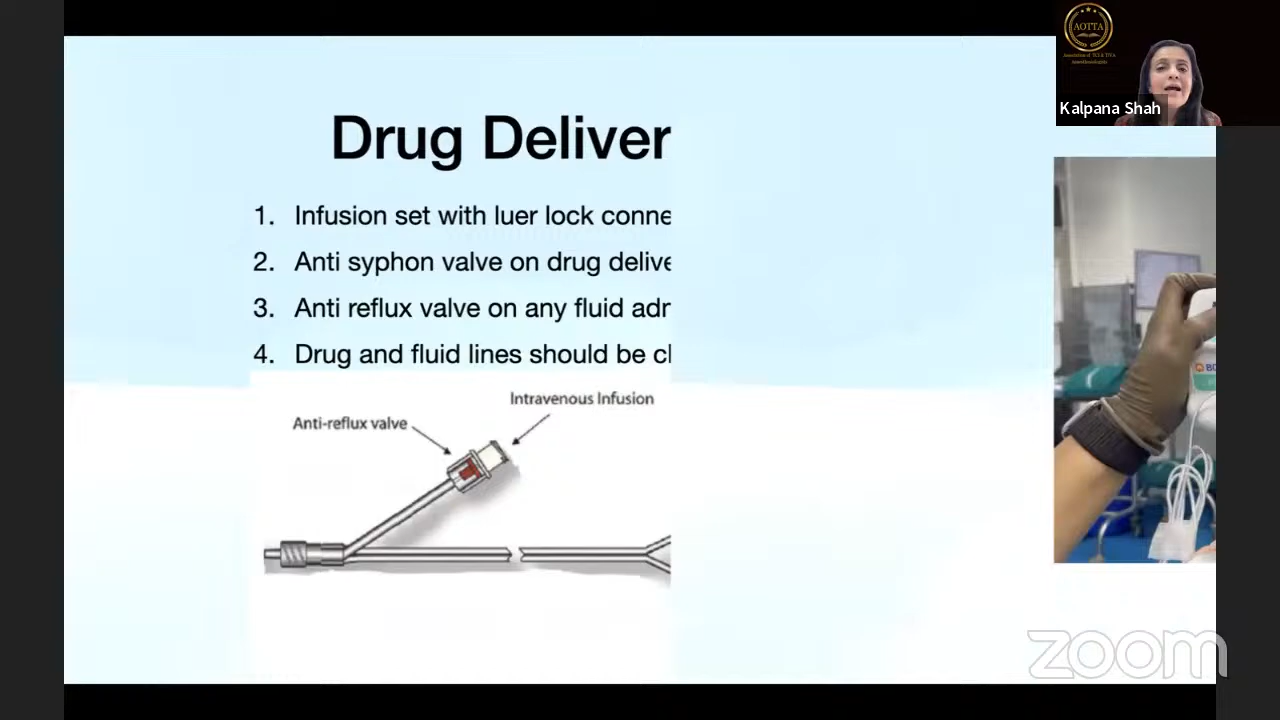 AOTTA
Kalpana Shah
Drug Deliver
1. Infusion set with luer lock conne
2. Anti syphon valve on drug delive
3. Anti reflux valve on any fluid adr
4. Drug and fluid lines should be cl
Intravenous Infusion
Anti-reflux valve
zoom